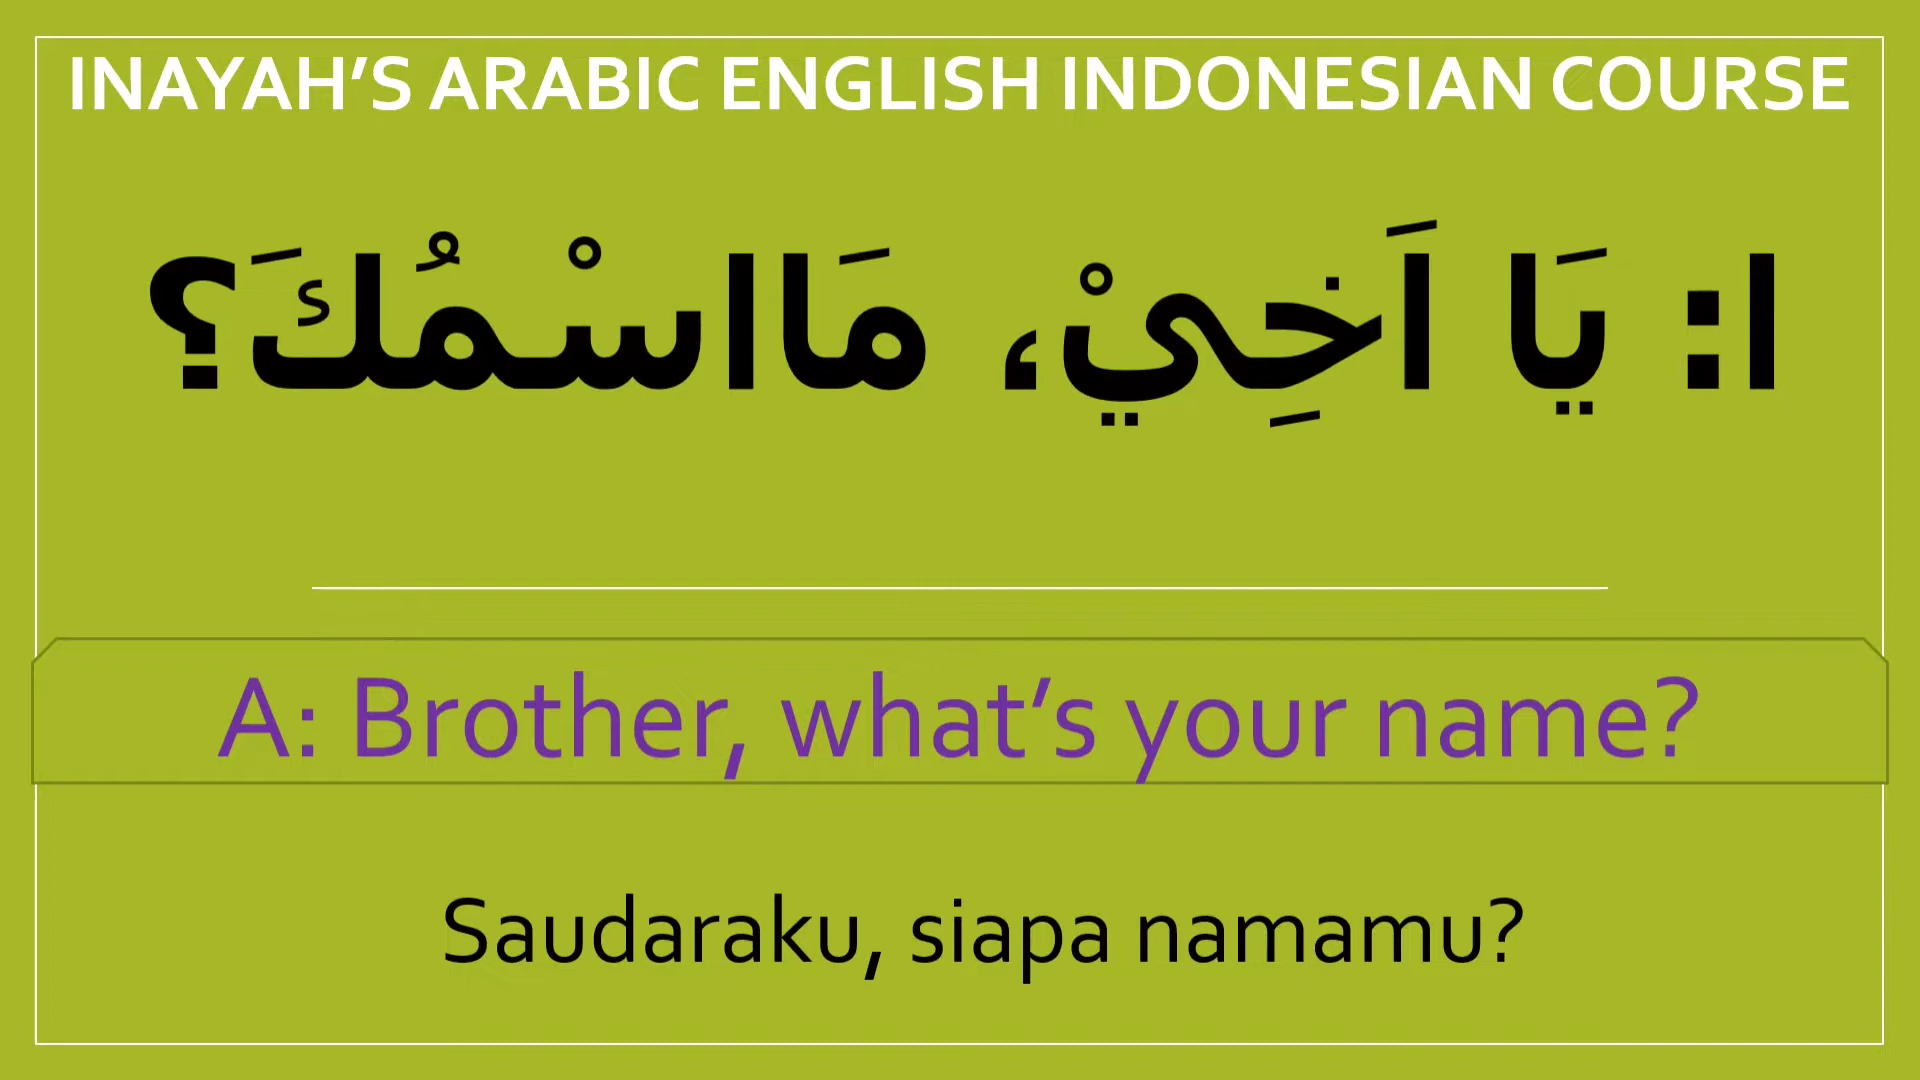 INAYAH’S ARABIC ENGLISH INDONESIAN COURSE
ا: يَا اَخِيْ، مَااسْمُكَ؟
A: Brother, what’s your name?
Saudaraku, siapa namamu?